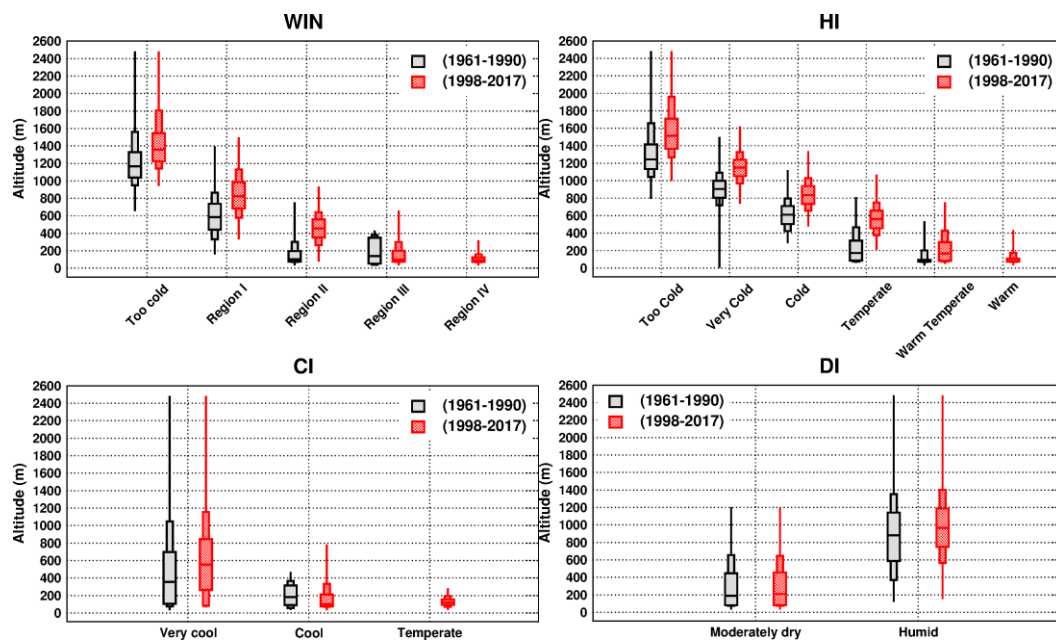 WIN
Altitude (m)
2600
2400
2200
2000
1800
1600
1400
1200
1000
800
600
400
200
0
(1961-1990)
(1998-2017)
Too cold
Region I
Region II
Region III
Region IV
HI
Altitude (m)
2600
2400
2200
2000
1800
1600
1400
1200
1000
800
600
400
200
0
(1961-1990)
(1998-2017)
Too Cold
Very Cold
Cold
Temperate
Warm Temperate
Warm
CI
Altitude (m)
2600
2400
2200
2000
1800
1600
1400
1200
1000
800
600
400
200
0
(1961-1990)
(1998-2017)
Very cool
Cool
Temperate
DI
Altitude (m)
2600
2400
2200
2000
1800
1600
1400
1200
1000
800
600
400
200
0
(1961-1990)
(1998-2017)
Moderately dry
Humid